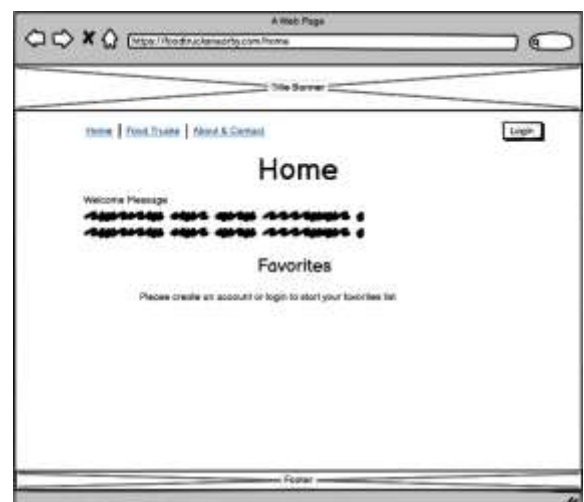 A Web Page
https://foodtrucksnearby.com/home
Title Banner
Home | Food Trucks | About & Contact
Login
Home
Welcome Message
Favorites
Please create an account or login to start your favorites list
Footer